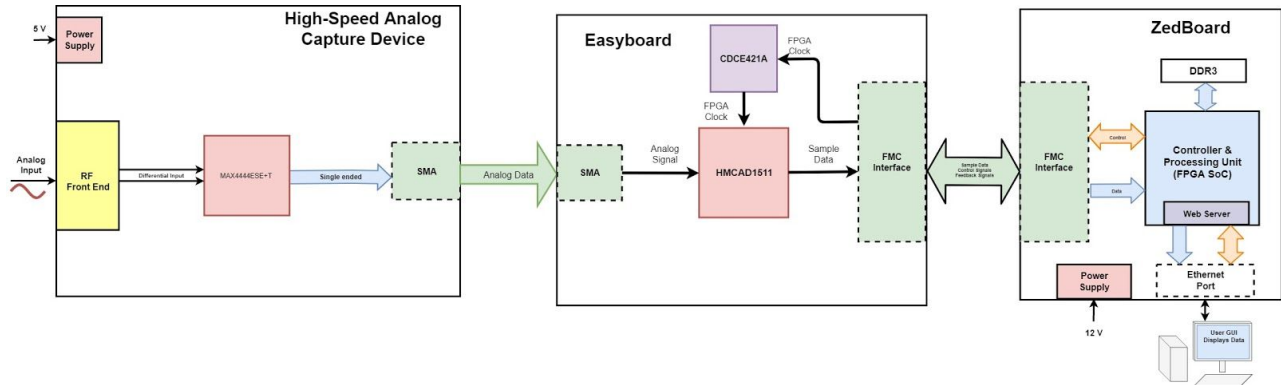 High-Speed Analog
Capture Device
5 V
Power
Supply
Analog
Input
RF
Front End
Differential Input
MAX4444ESE+T
Single ended
SMA
Analog Data
Easyboard
CDCE421A
FPGA
Clock
FPGA
Clock
SMA
Analog
Signal
HMCAD1511
Sample
Data
FMC
Interface
Sample Data
Control Signals
Feedback Signals
ZedBoard
DDR3
FMC
Interface
Control
Data
Controller &
Processing Unit
(FPGA SoC)
Web Server
Power
Supply
12 V
Ethernet
Port
User GUI
Displays Data